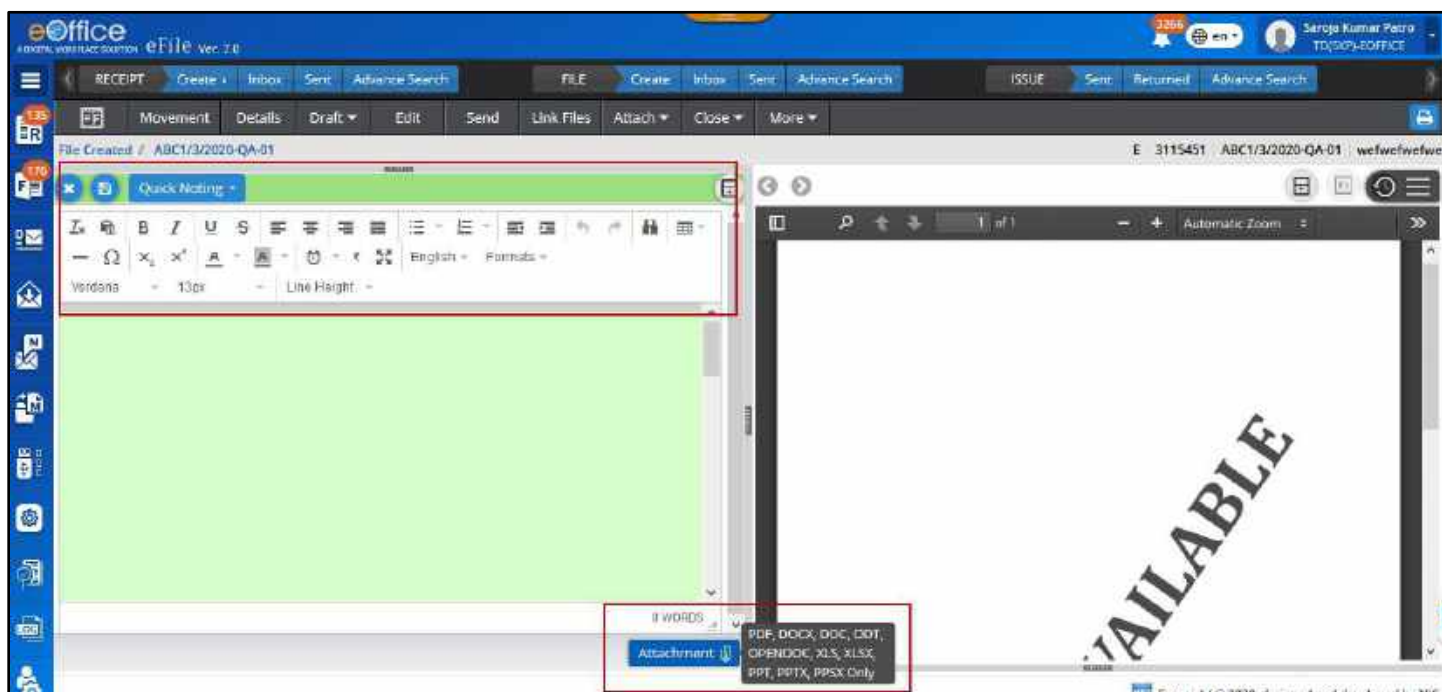 eOffice
A DIGITAL WORK PLACE SOLUTION eFile Ver. 7.0
3266
en
Saroja Kumar Patro
TD(SKP)-EOFFICE
RECEIPT Create Inbox Sent Advance Search FILE Create Inbox Sent Advance Search ISSUE Sent Returned Advance Search
135
R
Movement Details Draft Edit Send Link Files Attach Close More
File Created / ABC1/3/2020-QA-01
E 3115451 ABC1/3/2020-QA-01 wefwefwefwe
176
F
Quick Noting
B I U S
Ω x A A English Formats
Verdana 13px Line Height
1 of 1
Automatic Zoom
M
M
AILABLE
0 WORDS
Attachment
PDF, DOCX, DOC, ODT,
OPENDOC, XLS, XLSX,
PPT, PPTX, PPSX Only